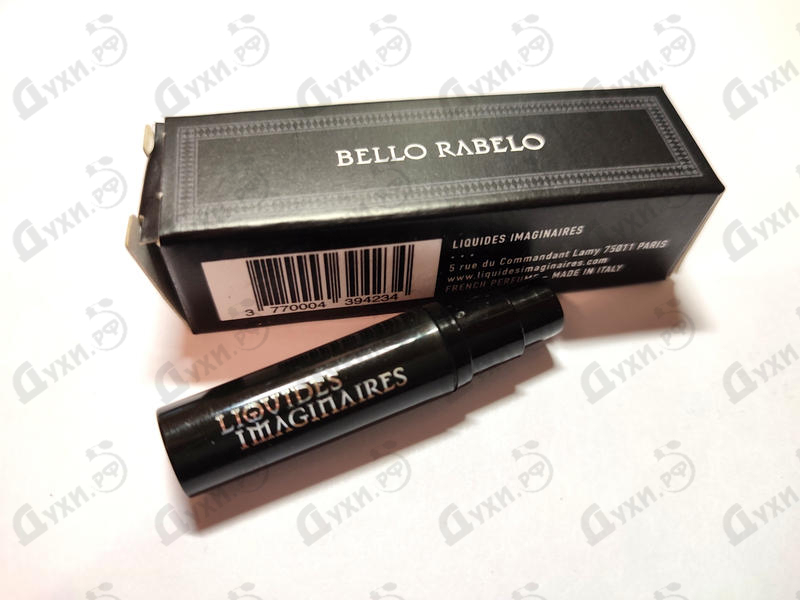 BELLO RABELO
LIQUIDES IMAGINAIRES
...
5 rue du Commandant Lamy 75011 PARIS
www.liquidesimaginaires.com
FRENCH PERFUME - MADE IN ITALY
3 770004 394234
LIQUIDES
IMAGINAIRES
Духи.РФ